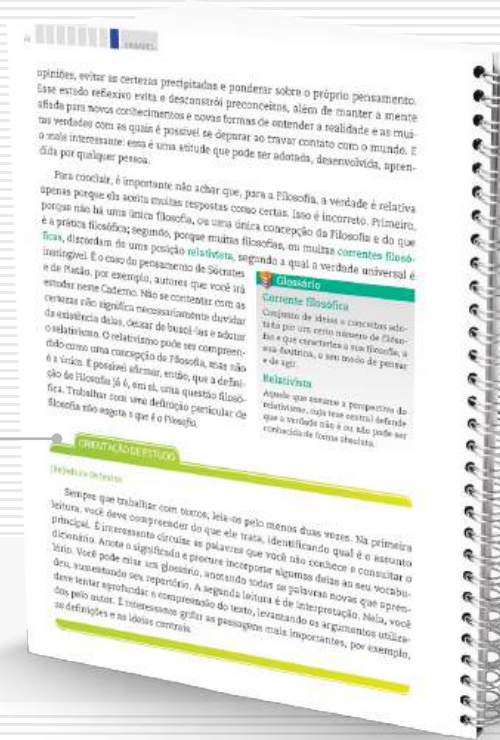 UNIDADE 1
opiniões, evitar as certezas precipitadas e ponderar sobre o próprio pensamento.
Esse estado reflexivo evita e desconstrói preconceitos, além de manter a mente
afiada para novos conhecimentos e novas formas de entender a realidade e as mui-
tas verdades com as quais é possível se deparar ao travar contato com o mundo. E
o mais interessante: essa é uma atitude que pode ser adotada, desenvolvida, apren-
dida por qualquer pessoa.
Para concluir, é importante não achar que, para a Filosofia, a verdade é relativa
apenas porque ela aceita muitas respostas como certas. Isso é incorreto. Primeiro,
porque não há uma única filosofia, ou uma única concepção da Filosofia e do que
é a prática filosófica; segundo, porque muitas filosofias, ou muitas correntes filosó-
ficas, discordam de uma posição relativista, segundo a qual a verdade universal é
inatingível. É o caso do pensamento de Sócrates
e de Platão, por exemplo, autores que você irá
estudar neste Caderno. Não se contentar com as
certezas não significa necessariamente duvidar
da existência delas, deixar de buscá-las e adotar
o relativismo. O relativismo pode ser compreen-
dido como uma concepção de Filosofia, mas não
é a única. É possível afirmar, então, que a defini-
ção de Filosofia já é, em si, uma questão filosó-
fica. Trabalhar com uma definição particular de
filosofia não esgota o que é o Filosofia.
Glossário
Corrente filosófica
Conjunto de ideias e conceitos ado-
tado por um certo número de filóso-
fos e que caracteriza a sua filosofia, a
sua doutrina, o seu modo de pensar
e de agir.
Relativista
Aquele que assume a perspectiva do
relativismo, cuja tese central defende
que a verdade não é ou não pode ser
conhecida de forma absoluta.
ORIENTAÇÃO DE ESTUDO
[Re]leitura de textos
Sempre que trabalhar com textos, leia-os pelo menos duas vezes. Na primeira
leitura, você deve compreender do que ele trata, identificando qual é o assunto
principal. É interessante circular as palavras que você não conhece e consultar o
dicionário. Anote o significado e procure incorporar algumas delas ao seu vocabu-
lário. Você pode criar um glossário, anotando todas as palavras novas que apren-
deu, aumentando seu repertório. A segunda leitura é de interpretação. Nela, você
deve tentar aprofundar a compreensão do texto, levantando os argumentos utiliza-
dos pelo autor. É interessante grifar as passagens mais importantes, por exemplo,
as definições e as ideias centrais.